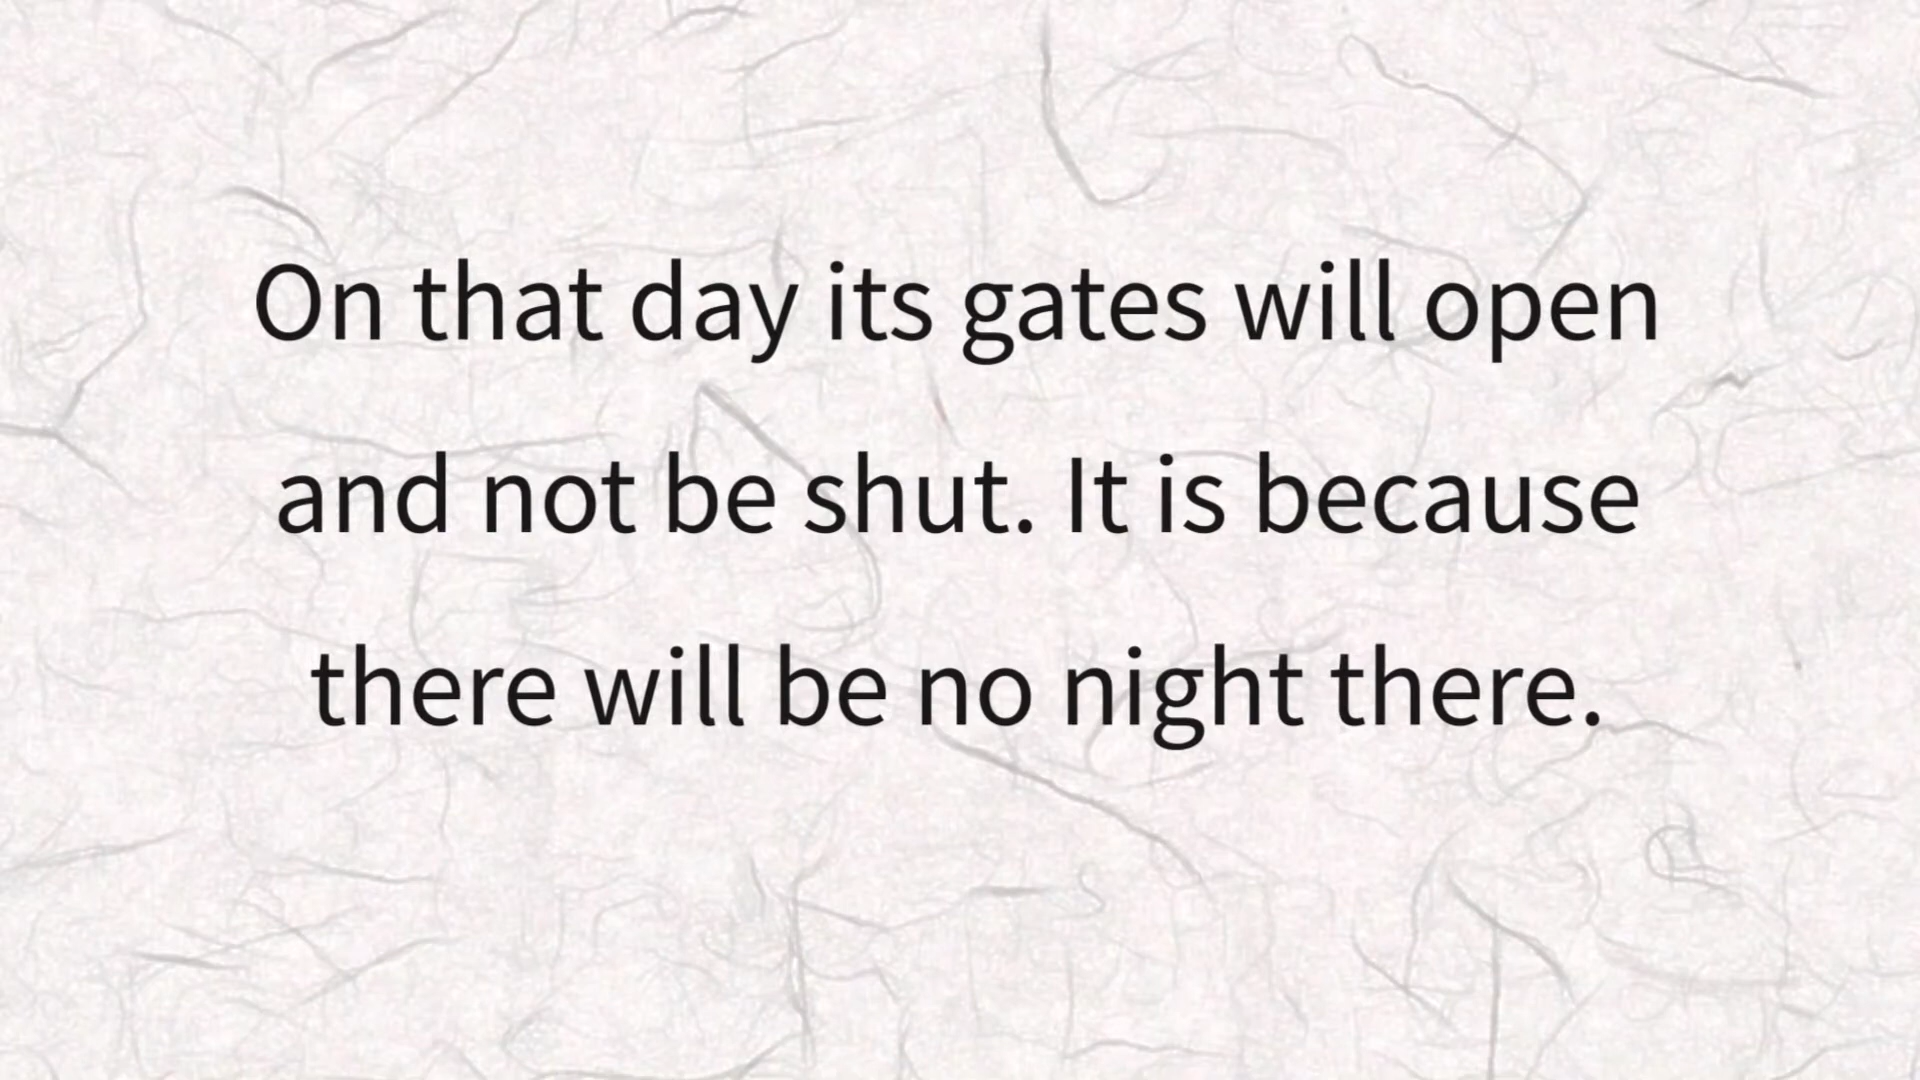 On that day its gates will open
and not be shut. It is because
there will be no night there.